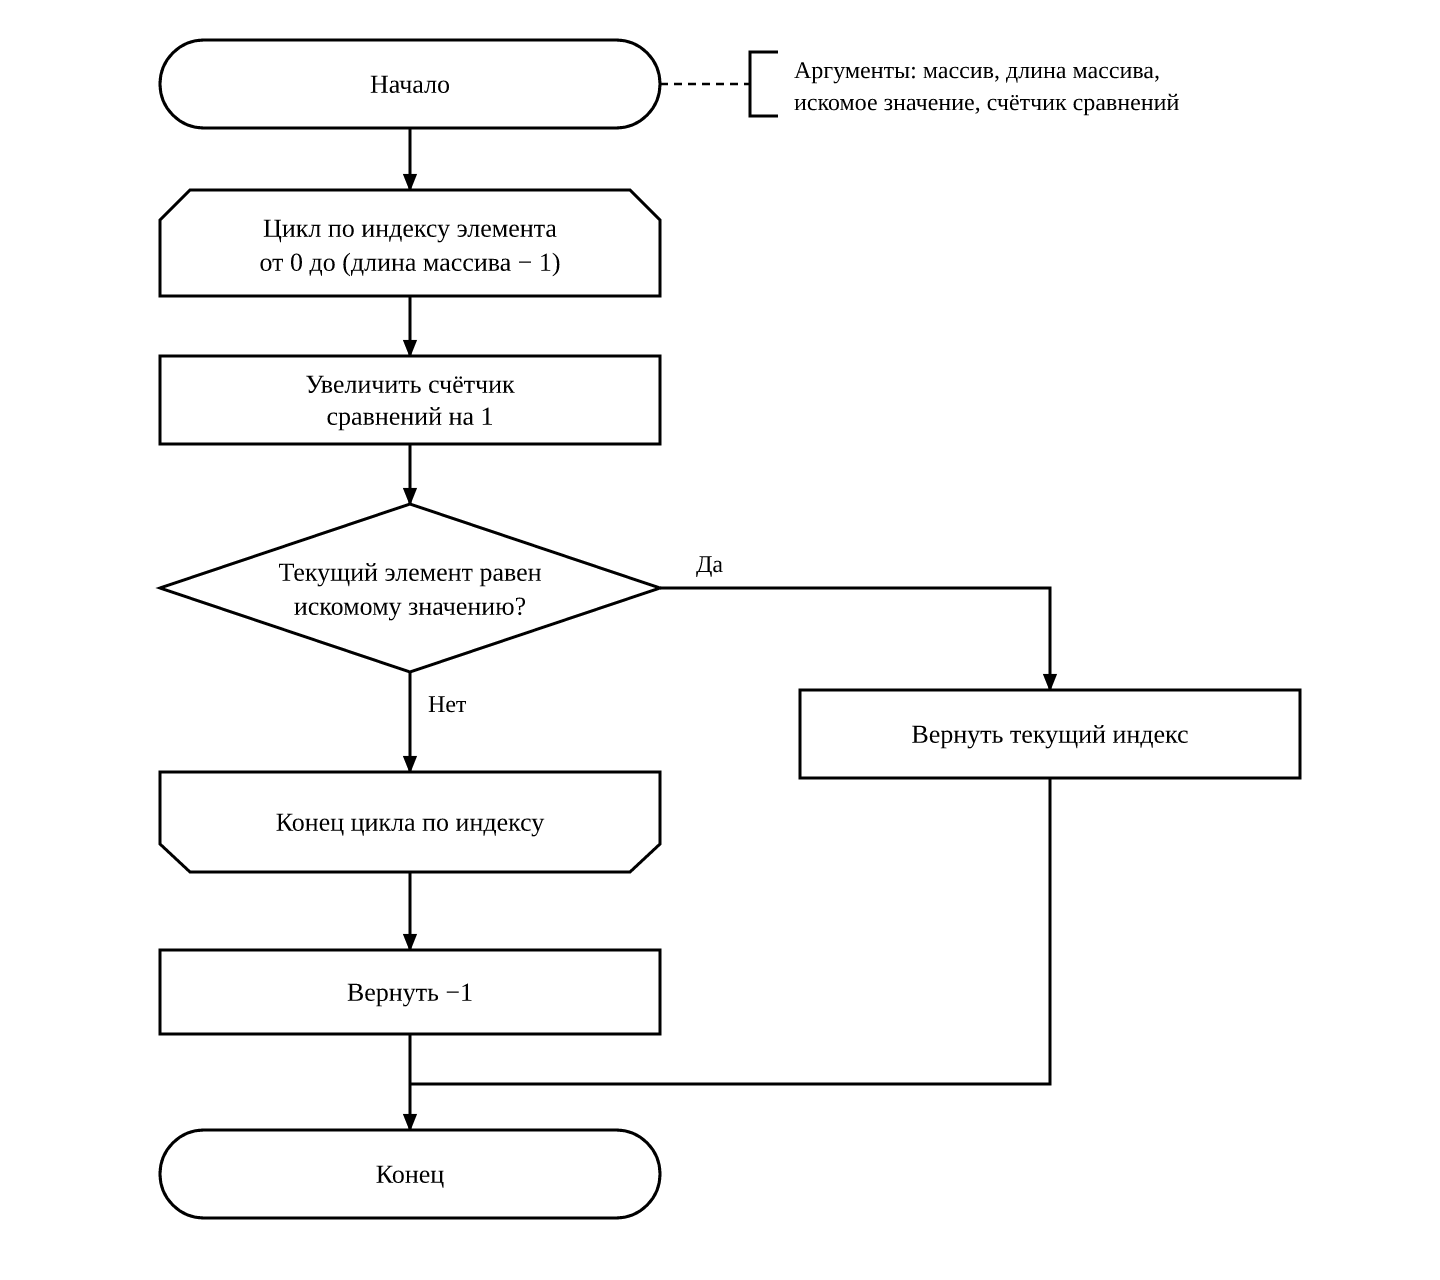 Начало
Аргументы: массив, длина массива,
искомое значение, счётчик сравнений
Цикл по индексу элемента
от 0 до (длина массива − 1)
Увеличить счётчик
сравнений на 1
Текущий элемент равен
искомому значению?
Да
Нет
Вернуть текущий индекс
Конец цикла по индексу
Вернуть −1
Конец